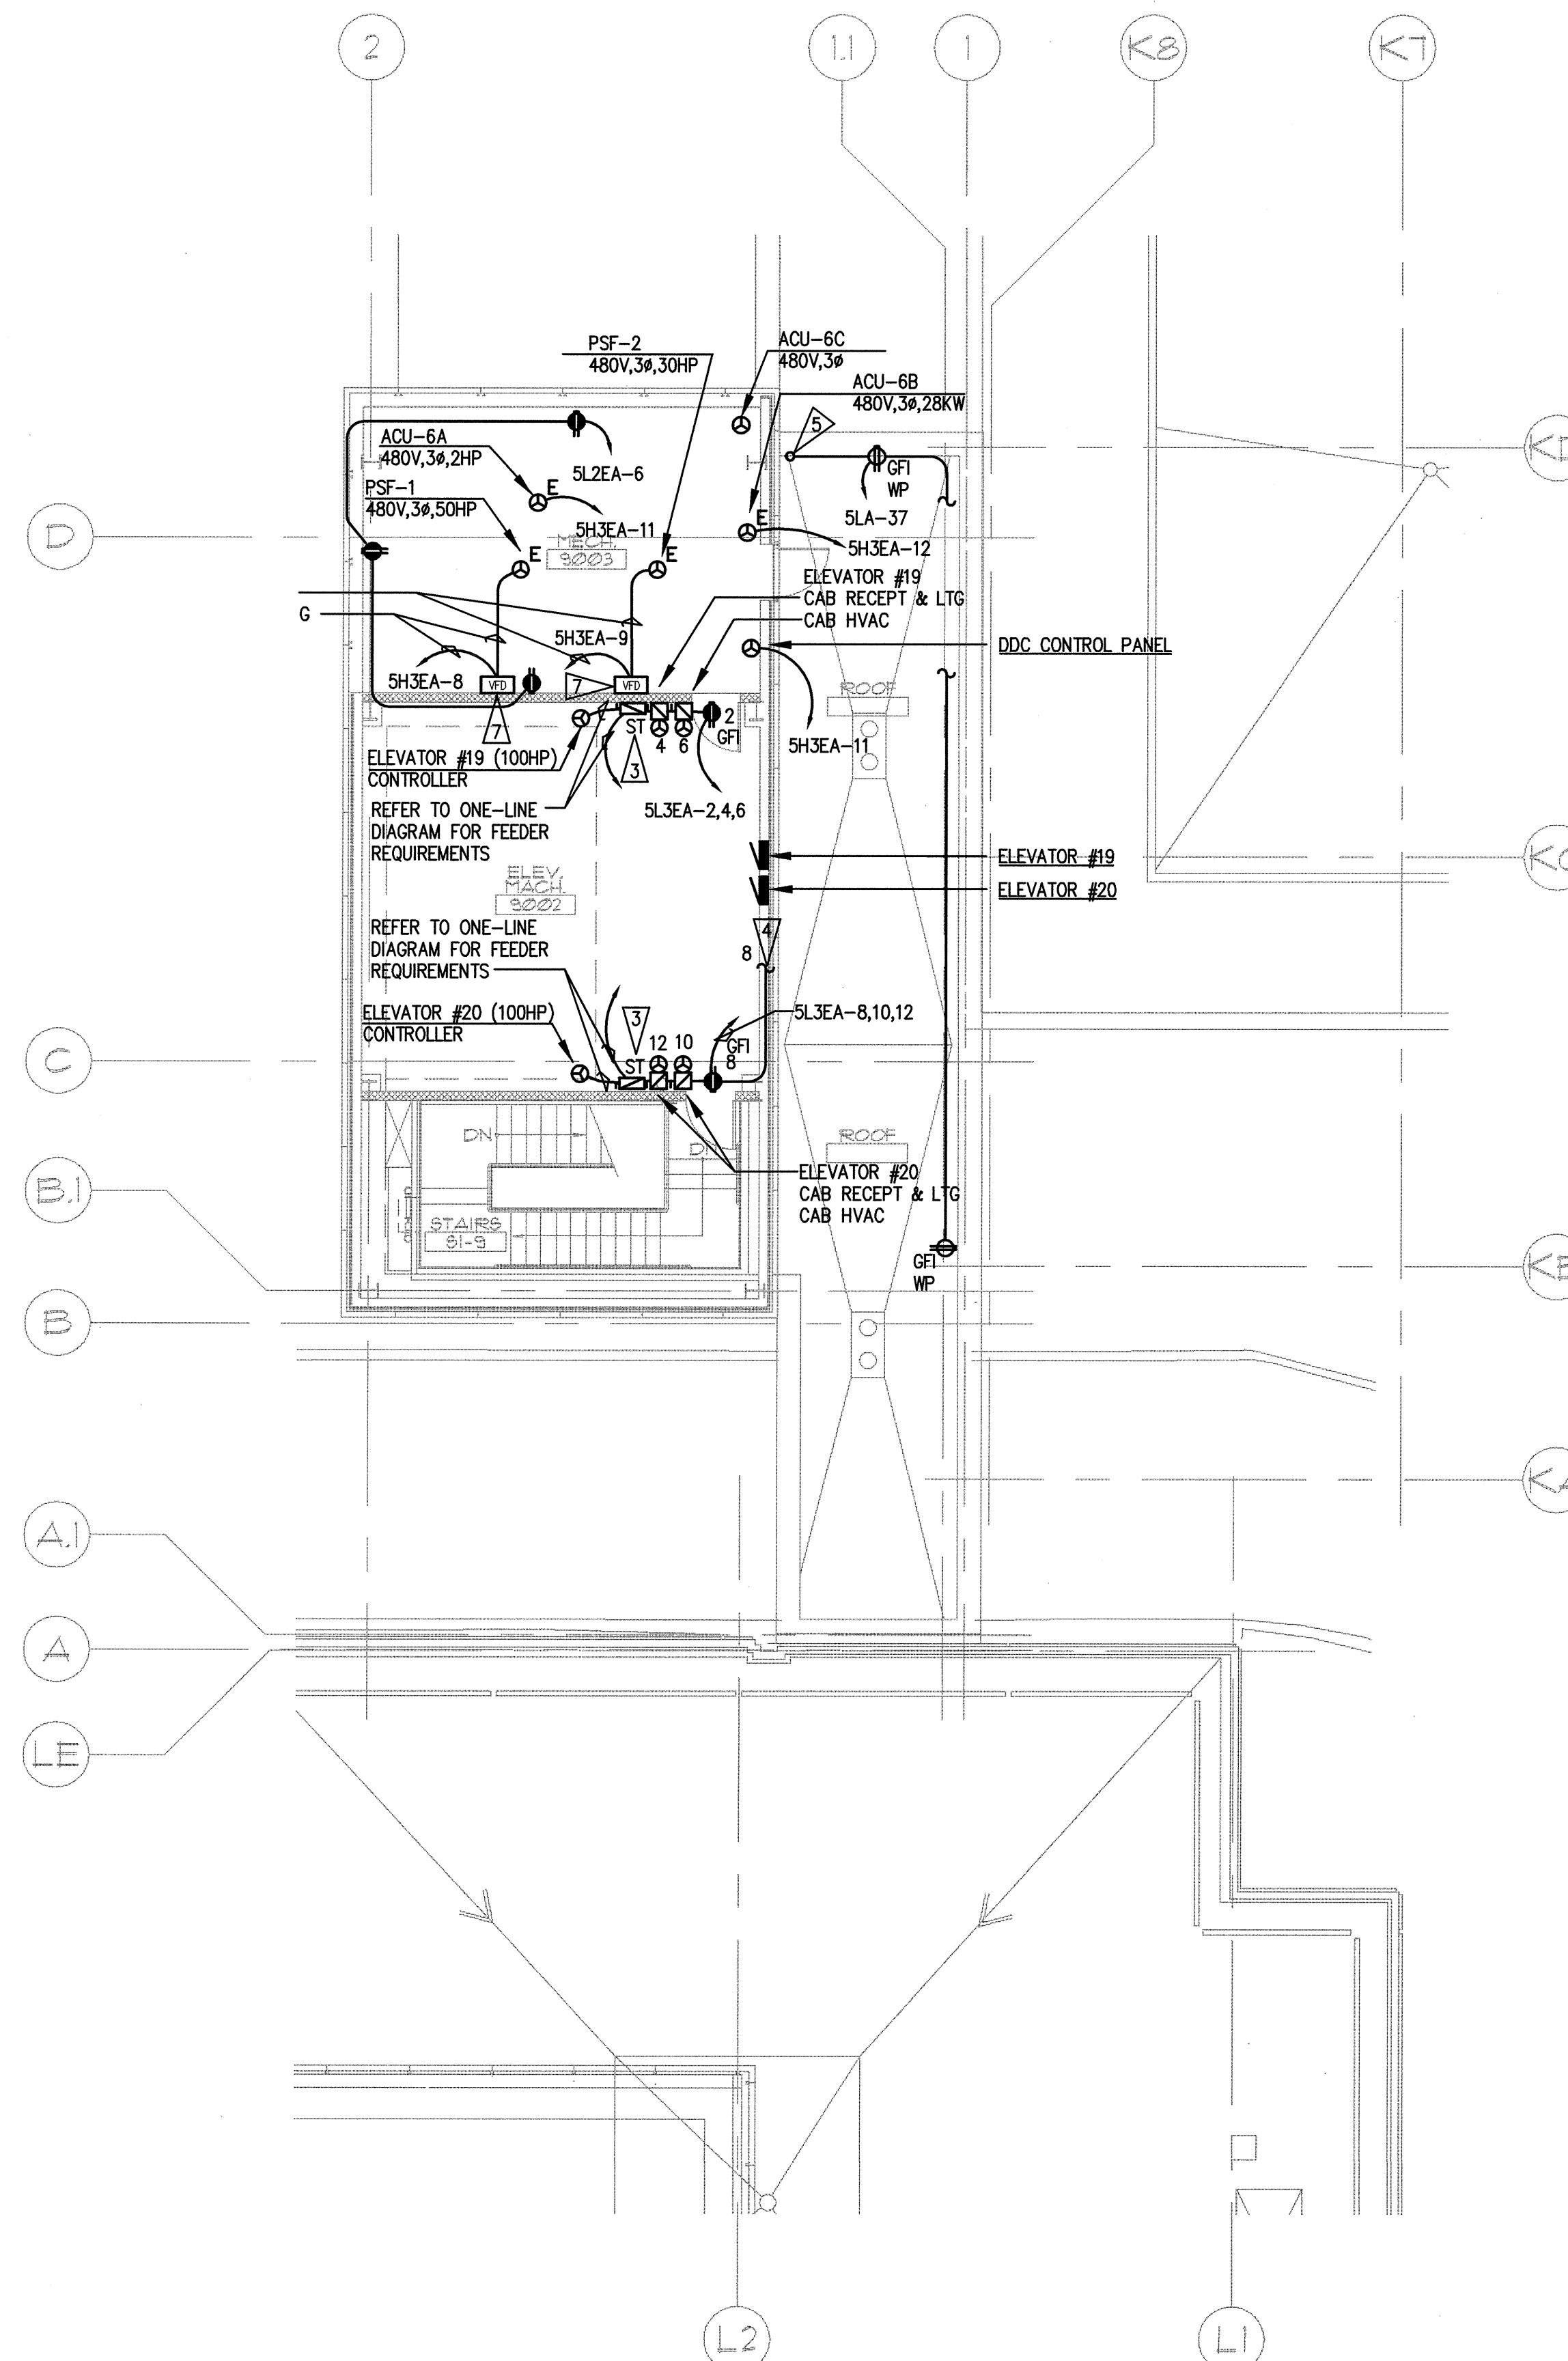 2
1.1
1
K8
K7
PSF-2
480V,3ø,30HP
ACU-6C
480V,3ø
ACU-6B
480V,3ø,28KW
5
ACU-6A
480V,3ø,2HP
5L2EA-6
E
GFI
WP
PSF-1
480V,3ø,50HP
5LA-37
E
D
5H3EA-11
MECH.
9003
5H3EA-12
E
E
ELEVATOR #19
CAB RECEPT & LTG
CAB HVAC
G
5H3EA-9
DDC CONTROL PANEL
5H3EA-8
VFD
7
VFD
ROOF
7
ST
4
6
2
GFI
5H3EA-11
ELEVATOR #19 (100HP)
CONTROLLER
3
REFER TO ONE-LINE
DIAGRAM FOR FEEDER
REQUIREMENTS
5L3EA-2,4,6
ELEVATOR #19
ELEV.
MACH.
9002
ELEVATOR #20
REFER TO ONE-LINE
DIAGRAM FOR FEEDER
REQUIREMENTS
4
8
ELEVATOR #20 (100HP)
CONTROLLER
3
5L3EA-8,10,12
ST
12
10
GFI
8
C
DN
ROOF
B.1
ELEVATOR #20
CAB RECEPT & LTG
CAB HVAC
STAIRS
S1-9
GFI
WP
B
A.1
A
LE
L2
L1